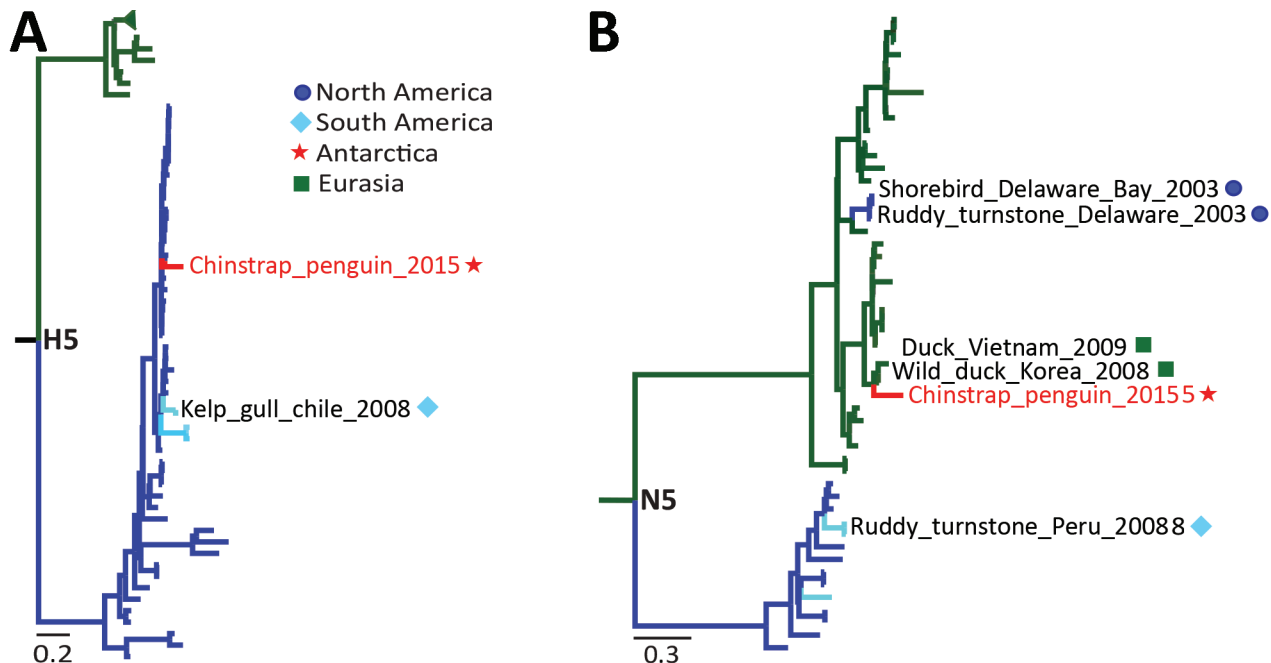 A
North America
South America
Antarctica
Eurasia
Chinstrap_penguin_2015
H5
Kelp_gull_chile_2008
0.2
B
Shorebird_Delaware_Bay_2003
Ruddy_turnstone_Delaware_2003
Duck_Vietnam_2009
Wild_duck_Korea_2008
Chinstrap_penguin_20155
N5
Ruddy_turnstone_Peru_20088
0.3